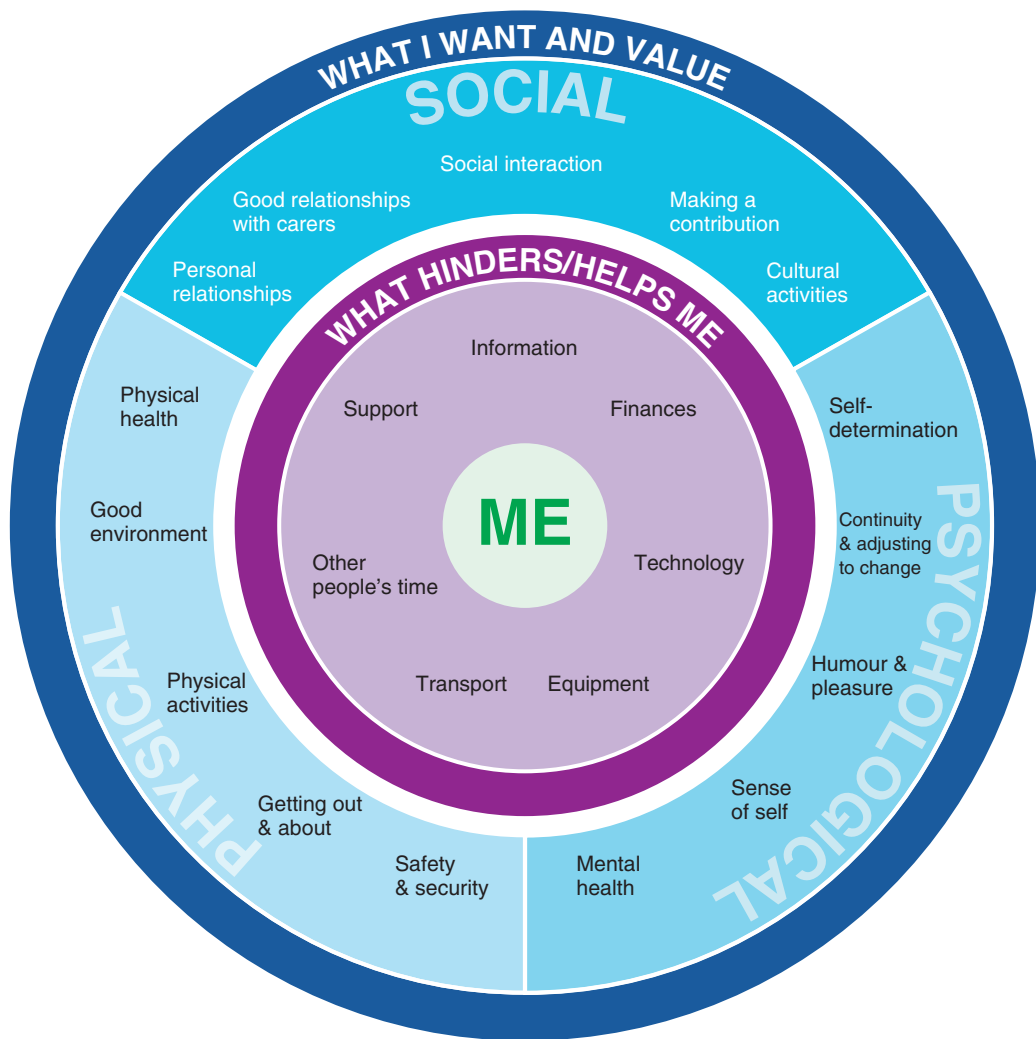 WHAT I WANT AND VALUE
SOCIAL
Social interaction
Good relationships
with carers
Making a
contribution
Personal
relationships
Cultural
activities
WHAT HINDERS/HELPS ME
Information
Support
Finances
ME
Other
people’s time
Technology
Transport
Equipment
Physical
health
Good
environment
PHYSICAL
Physical
activities
Getting out
& about
Safety
& security
Self-
determination
PSYCHOLOGICAL
Continuity
& adjusting
to change
Humour &
pleasure
Sense
of self
Mental
health